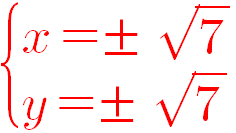 x = ± √7
y = ± √7